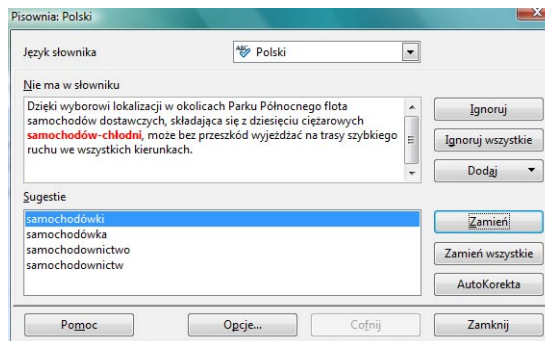 Pisownia: Polski
Język słownika
ABC Polski
Nie ma w słowniku
Dzięki wyborowi lokalizacji w okolicach Parku Północnego flota
samochodów dostawczych, składająca się z dziesięciu ciężarowych
samochodów-chłodni, może bez przeszkód wyjeżdżać na trasy szybkiego
ruchu we wszystkich kierunkach.
Ignoruj
Ignoruj wszystkie
Dodaj
Sugestie
samochodówki
samochodówka
samochodownictwo
samochodownictw
Zamień
Zamień wszystkie
AutoKorekta
Pomoc
Opcje...
Cofnij
Zamknij